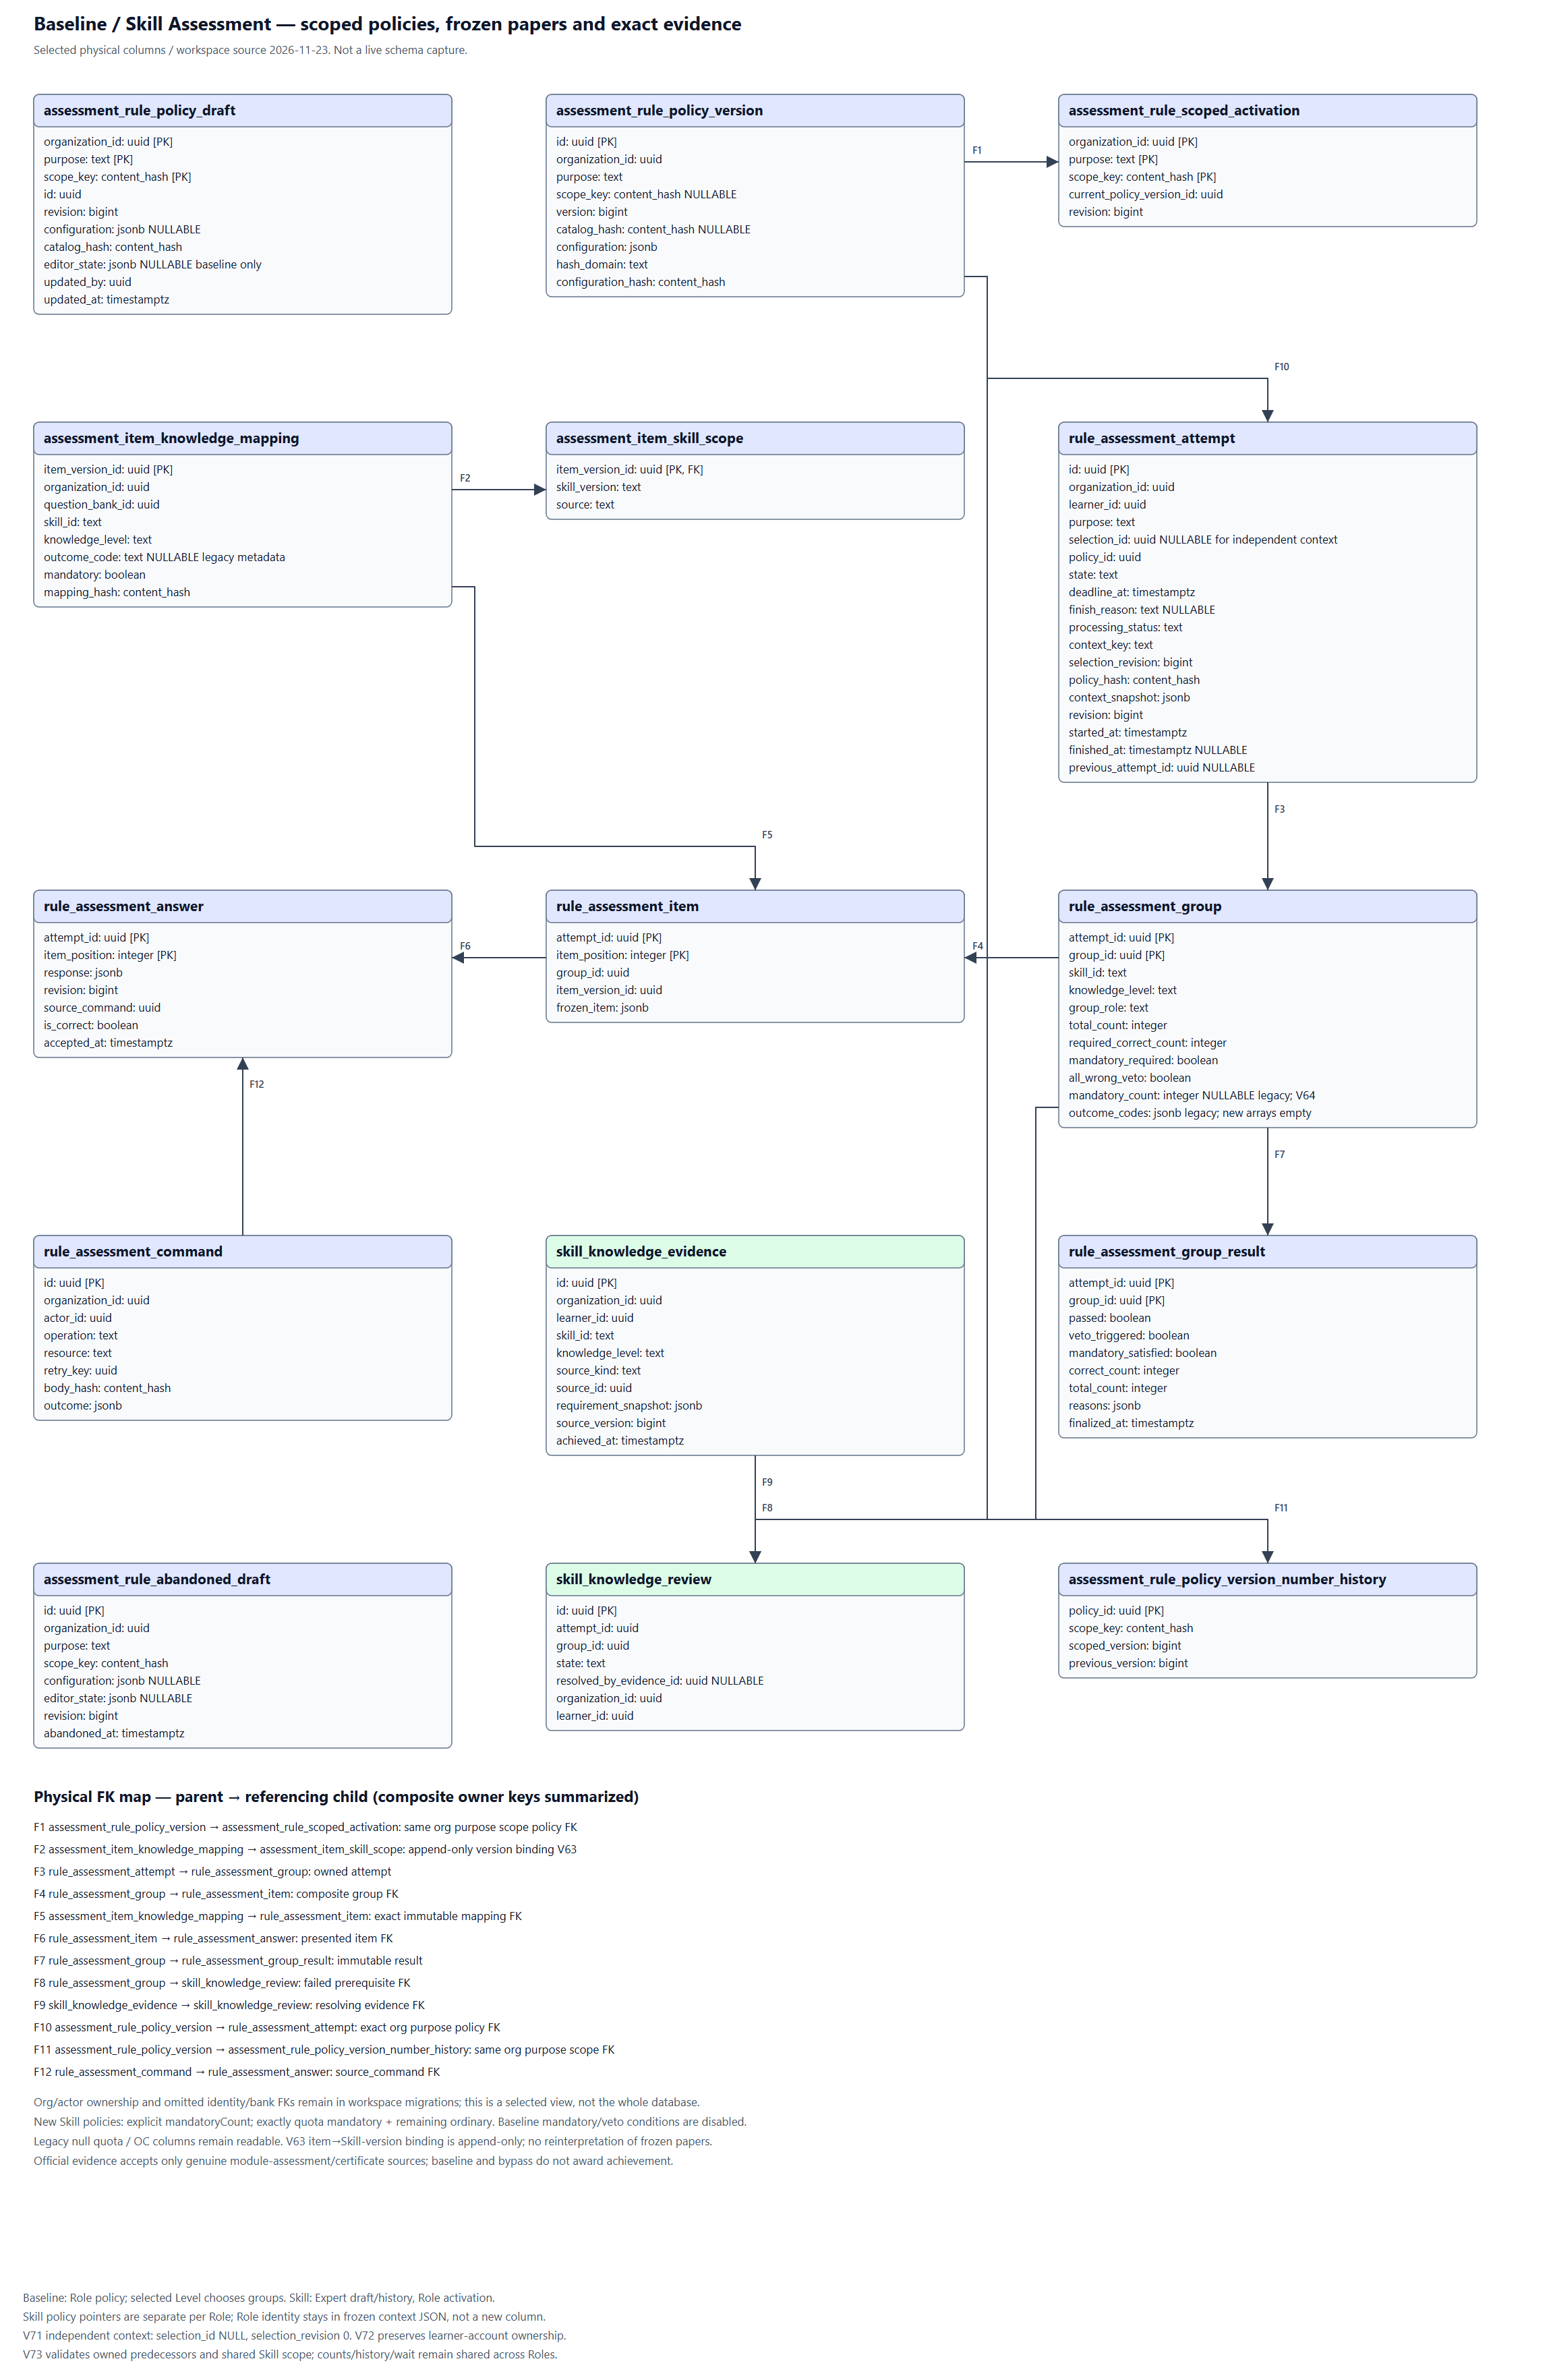 Baseline / Skill Assessment — scoped policies, frozen papers and exact evidence
Selected physical columns / workspace source 2026-11-23. Not a live schema capture.
assessment_rule_policy_draft
organization_id: uuid [PK]
purpose: text [PK]
scope_key: content_hash [PK]
id: uuid
revision: bigint
configuration: jsonb NULLABLE
catalog_hash: content_hash
editor_state: jsonb NULLABLE baseline only
updated_by: uuid
updated_at: timestamptz
assessment_rule_policy_version
id: uuid [PK]
organization_id: uuid
purpose: text
scope_key: content_hash NULLABLE
version: bigint
catalog_hash: content_hash NULLABLE
configuration: jsonb
hash_domain: text
configuration_hash: content_hash
F1
assessment_rule_scoped_activation
organization_id: uuid [PK]
purpose: text [PK]
scope_key: content_hash [PK]
current_policy_version_id: uuid
revision: bigint
F10
assessment_item_knowledge_mapping
item_version_id: uuid [PK]
organization_id: uuid
question_bank_id: uuid
skill_id: text
knowledge_level: text
outcome_code: text NULLABLE legacy metadata
mandatory: boolean
mapping_hash: content_hash
F2
assessment_item_skill_scope
item_version_id: uuid [PK, FK]
skill_version: text
source: text
rule_assessment_attempt
id: uuid [PK]
organization_id: uuid
learner_id: uuid
purpose: text
selection_id: uuid NULLABLE for independent context
policy_id: uuid
state: text
deadline_at: timestamptz
finish_reason: text NULLABLE
processing_status: text
context_key: text
selection_revision: bigint
policy_hash: content_hash
context_snapshot: jsonb
revision: bigint
started_at: timestamptz
finished_at: timestamptz NULLABLE
previous_attempt_id: uuid NULLABLE
F3
F5
rule_assessment_answer
attempt_id: uuid [PK]
item_position: integer [PK]
response: jsonb
revision: bigint
source_command: uuid
is_correct: boolean
accepted_at: timestamptz
F6
rule_assessment_item
attempt_id: uuid [PK]
item_position: integer [PK]
group_id: uuid
item_version_id: uuid
frozen_item: jsonb
F4
rule_assessment_group
attempt_id: uuid [PK]
group_id: uuid [PK]
skill_id: text
knowledge_level: text
group_role: text
total_count: integer
required_correct_count: integer
mandatory_required: boolean
all_wrong_veto: boolean
mandatory_count: integer NULLABLE legacy; V64
outcome_codes: jsonb legacy; new arrays empty
F12
F7
rule_assessment_command
id: uuid [PK]
organization_id: uuid
actor_id: uuid
operation: text
resource: text
retry_key: uuid
body_hash: content_hash
outcome: jsonb
skill_knowledge_evidence
id: uuid [PK]
organization_id: uuid
learner_id: uuid
skill_id: text
knowledge_level: text
source_kind: text
source_id: uuid
requirement_snapshot: jsonb
source_version: bigint
achieved_at: timestamptz
rule_assessment_group_result
attempt_id: uuid [PK]
group_id: uuid [PK]
passed: boolean
veto_triggered: boolean
mandatory_satisfied: boolean
correct_count: integer
total_count: integer
reasons: jsonb
finalized_at: timestamptz
F9
F8
F11
assessment_rule_abandoned_draft
id: uuid [PK]
organization_id: uuid
purpose: text
scope_key: content_hash
configuration: jsonb NULLABLE
editor_state: jsonb NULLABLE
revision: bigint
abandoned_at: timestamptz
skill_knowledge_review
id: uuid [PK]
attempt_id: uuid
group_id: uuid
state: text
resolved_by_evidence_id: uuid NULLABLE
organization_id: uuid
learner_id: uuid
assessment_rule_policy_version_number_history
policy_id: uuid [PK]
scope_key: content_hash
scoped_version: bigint
previous_version: bigint
Physical FK map — parent → referencing child (composite owner keys summarized)
F1 assessment_rule_policy_version → assessment_rule_scoped_activation: same org purpose scope policy FK
F2 assessment_item_knowledge_mapping → assessment_item_skill_scope: append-only version binding V63
F3 rule_assessment_attempt → rule_assessment_group: owned attempt
F4 rule_assessment_group → rule_assessment_item: composite group FK
F5 assessment_item_knowledge_mapping → rule_assessment_item: exact immutable mapping FK
F6 rule_assessment_item → rule_assessment_answer: presented item FK
F7 rule_assessment_group → rule_assessment_group_result: immutable result
F8 rule_assessment_group → skill_knowledge_review: failed prerequisite FK
F9 skill_knowledge_evidence → skill_knowledge_review: resolving evidence FK
F10 assessment_rule_policy_version → rule_assessment_attempt: exact org purpose policy FK
F11 assessment_rule_policy_version → assessment_rule_policy_version_number_history: same org purpose scope FK
F12 rule_assessment_command → rule_assessment_answer: source_command FK
Org/actor ownership and omitted identity/bank FKs remain in workspace migrations; this is a selected view, not the whole database.
New Skill policies: explicit mandatoryCount; exactly quota mandatory + remaining ordinary. Baseline mandatory/veto conditions are disabled.
Legacy null quota / OC columns remain readable. V63 item→Skill-version binding is append-only; no reinterpretation of frozen papers.
Official evidence accepts only genuine module-assessment/certificate sources; baseline and bypass do not award achievement.
Baseline: Role policy; selected Level chooses groups. Skill: Expert draft/history, Role activation.
Skill policy pointers are separate per Role; Role identity stays in frozen context JSON, not a new column.
V71 independent context: selection_id NULL, selection_revision 0. V72 preserves learner-account ownership.
V73 validates owned predecessors and shared Skill scope; counts/history/wait remain shared across Roles.